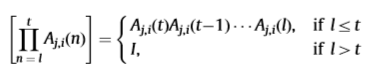 [∏_{n=l}^{t} A_{j,i}(n)] = { A_{j,i}(t)A_{j,i}(t−1)⋯A_{j,i}(l), if l ≤ t
I, if l > t